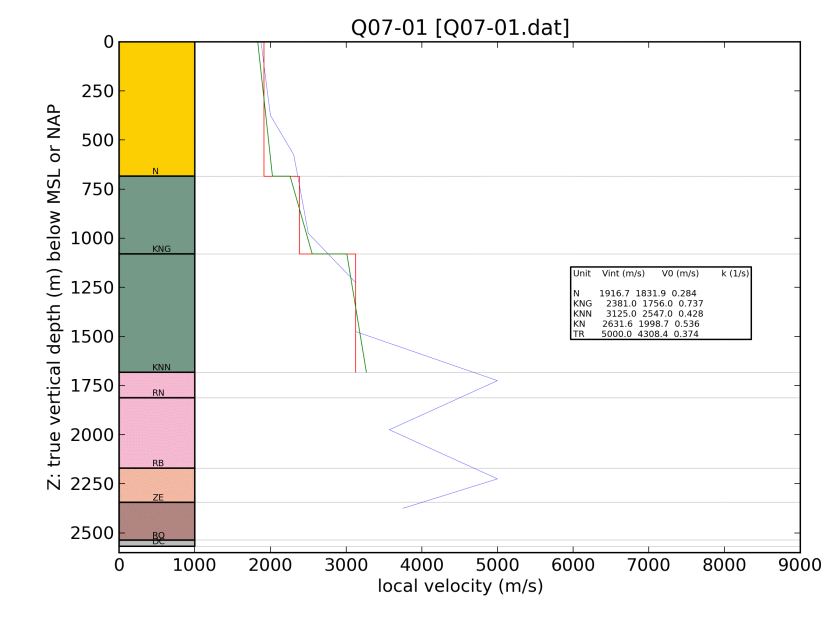 Q07-01 [Q07-01.dat]
Z: true vertical depth (m) below MSL or NAP
0
250
500
750
1000
1250
1500
1750
2000
2250
2500
N
KNG
KNN
RN
RB
ZE
RO
DC
Unit Vint (m/s) V0 (m/s) k (1/s)
N 1916.7 1831.9 0.284
KNG 2381.0 1756.0 0.737
KNN 3125.0 2547.0 0.428
KN 2631.6 1998.7 0.536
TR 5000.0 4308.4 0.374
0 1000 2000 3000 4000 5000 6000 7000 8000 9000
local velocity (m/s)